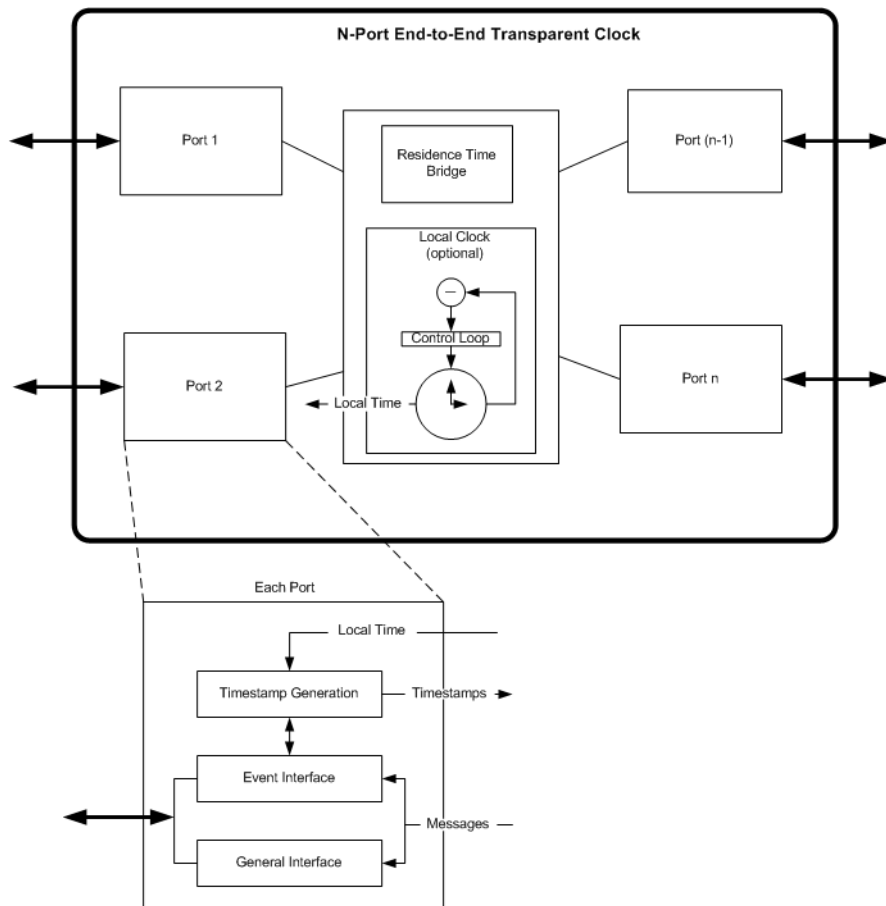 N-Port End-to-End Transparent Clock
Port 1
Residence Time
Bridge
Port (n-1)
Local Clock
(optional)
Control Loop
Port 2
Local Time
Port n
Each Port
Local Time
Timestamp Generation
Timestamps
Event Interface
Messages
General Interface